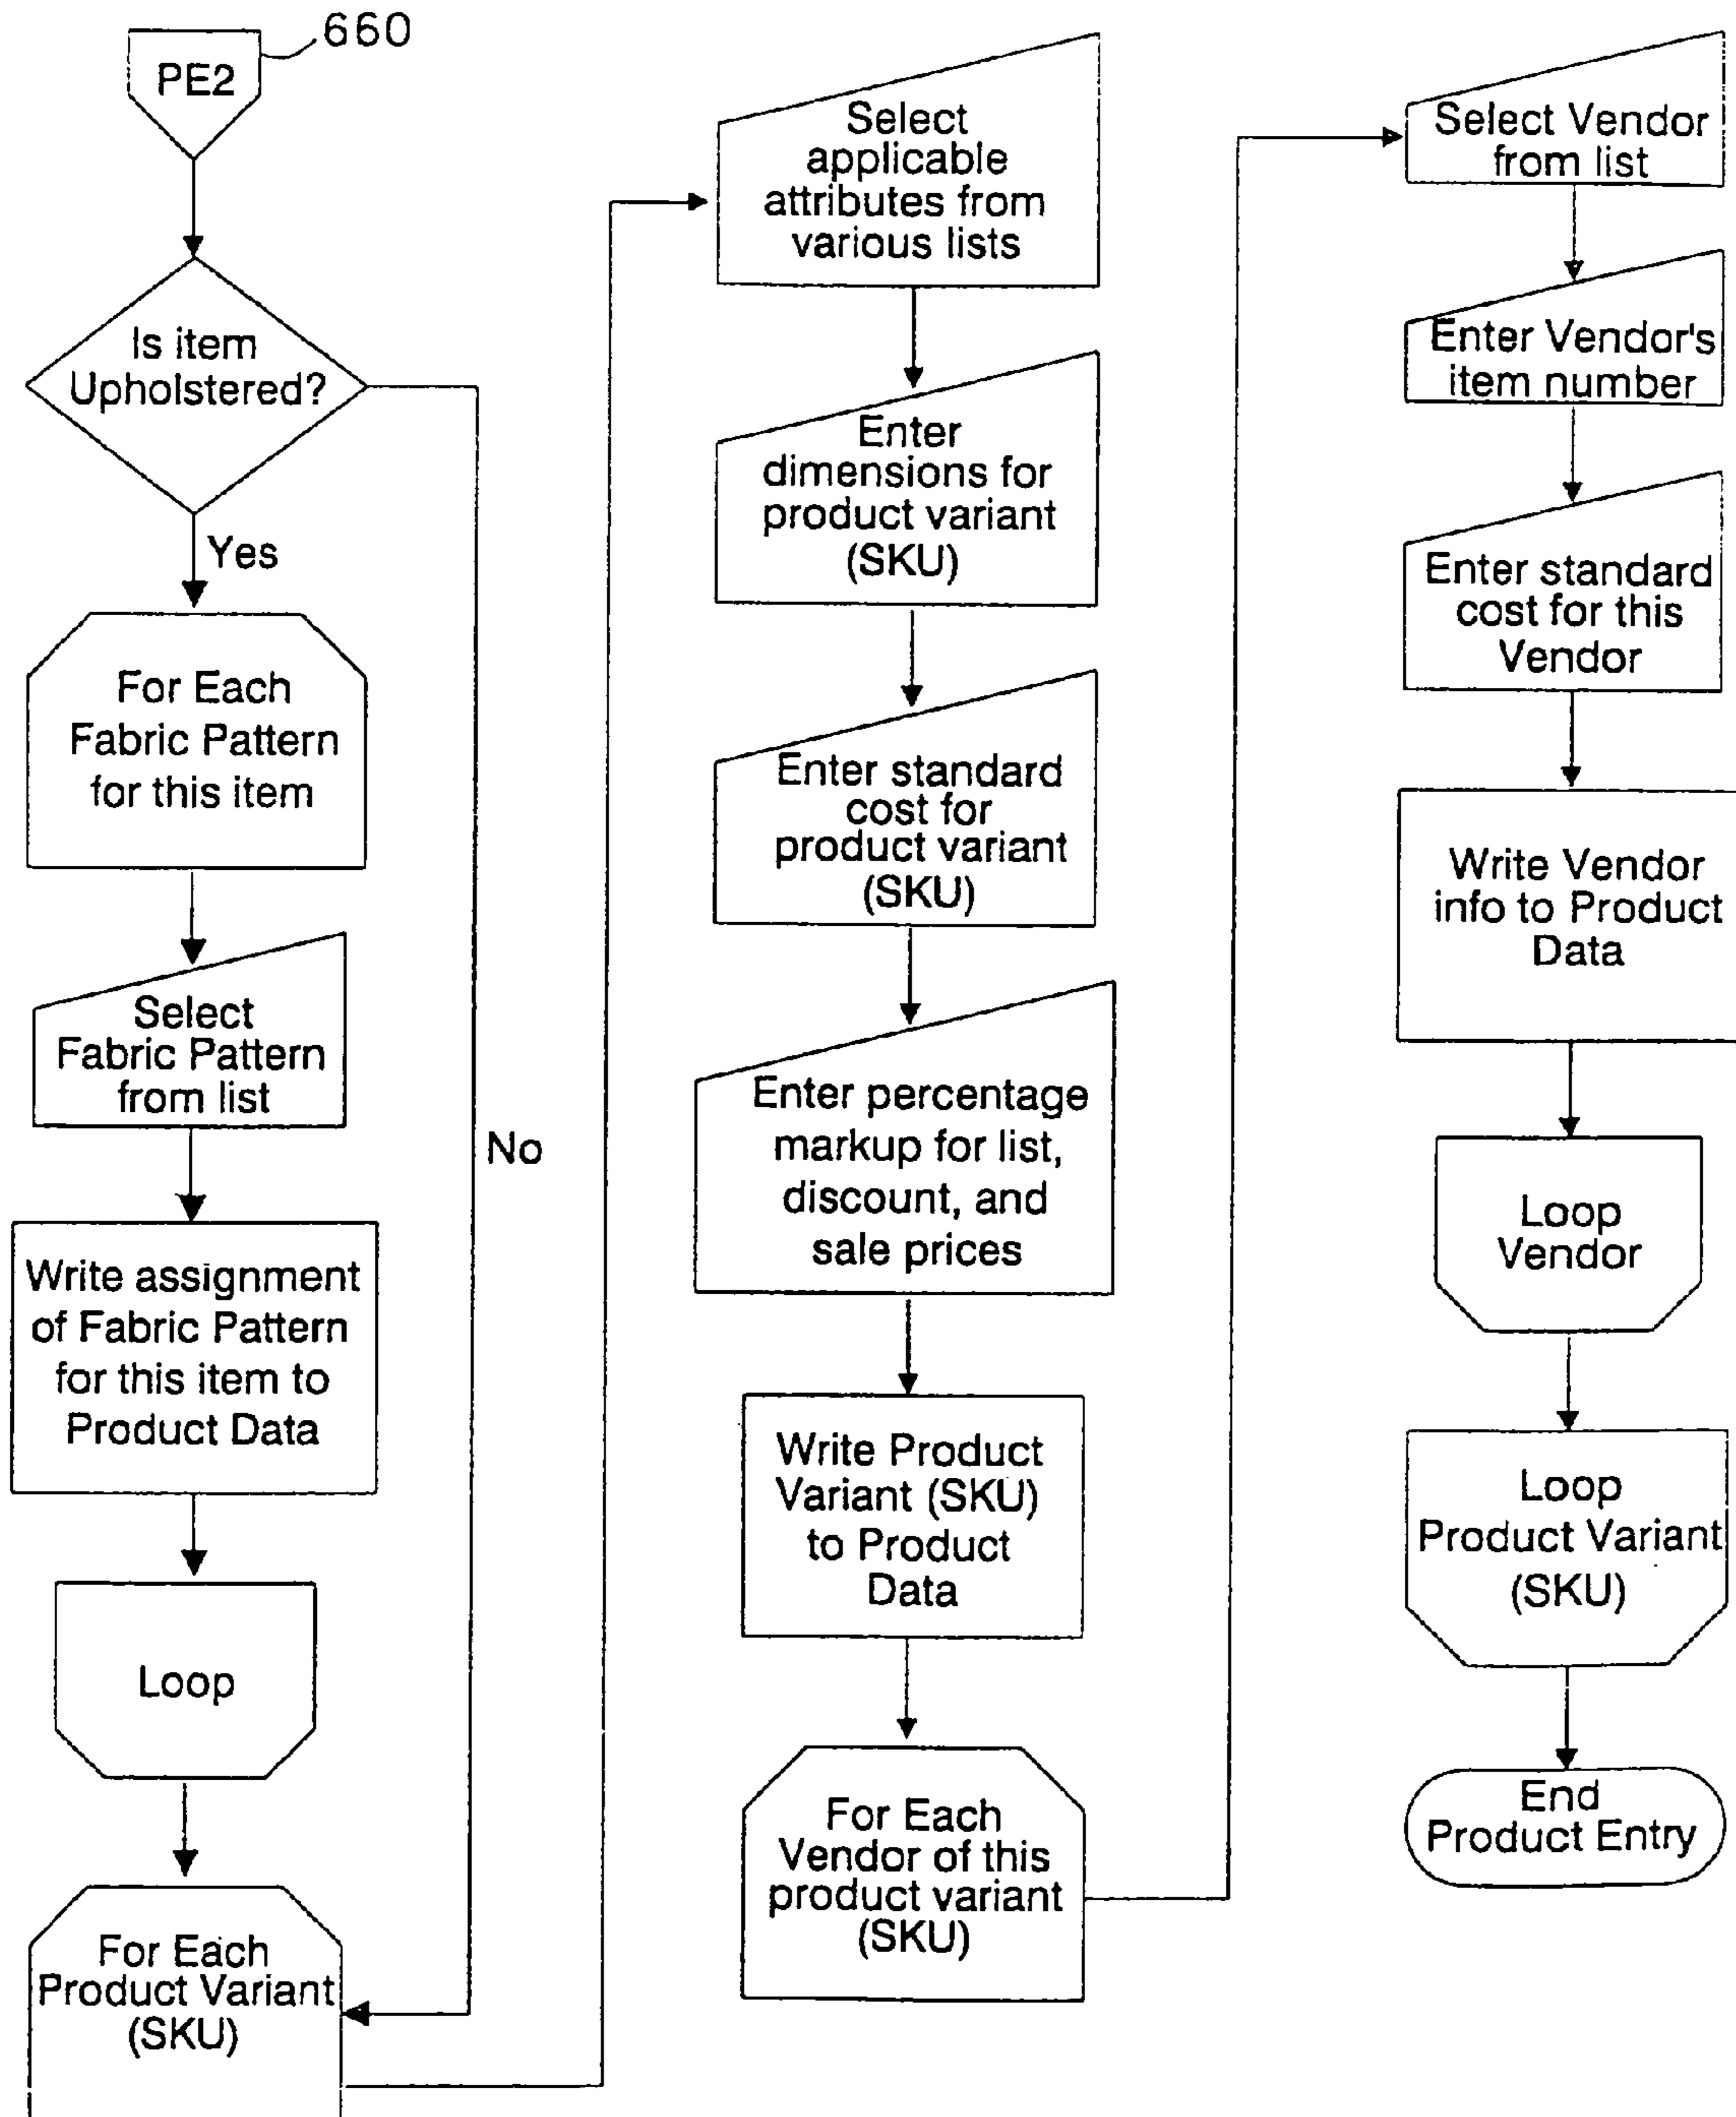 660
PE2
Is item
Upholstered?
Yes
For Each
Fabric Pattern
for this item
Select
Fabric Pattern
from list
No
Write assignment
of Fabric Pattern
for this item to
Product Data
Loop
For Each
Product Variant
(SKU)
Select
applicable
attributes from
various lists
Enter
dimensions for
product variant
(SKU)
Enter standard
cost for
product variant
(SKU)
Enter percentage
markup for list,
discount, and
sale prices
Write Product
Variant (SKU)
to Product
Data
For Each
Vendor of this
product variant
(SKU)
Select Vendor
from list
Enter Vendor's
item number
Enter standard
cost for this
Vendor
Write Vendor
info to Product
Data
Loop
Vendor
Loop
Product Variant
(SKU)
End
Product Entry